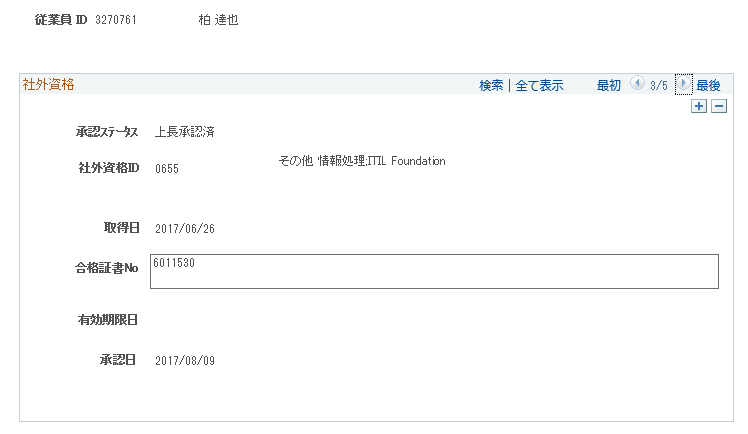 従業員 ID 3270761 柏 達也
社外資格 検索 | 全て表示 最初 3/5 最後
承認ステータス 上長承認済
社外資格ID 0655 その他 情報処理;ITIL Foundation
取得日 2017/06/26
合格証書No 6011530
有効期限日
承認日 2017/08/09